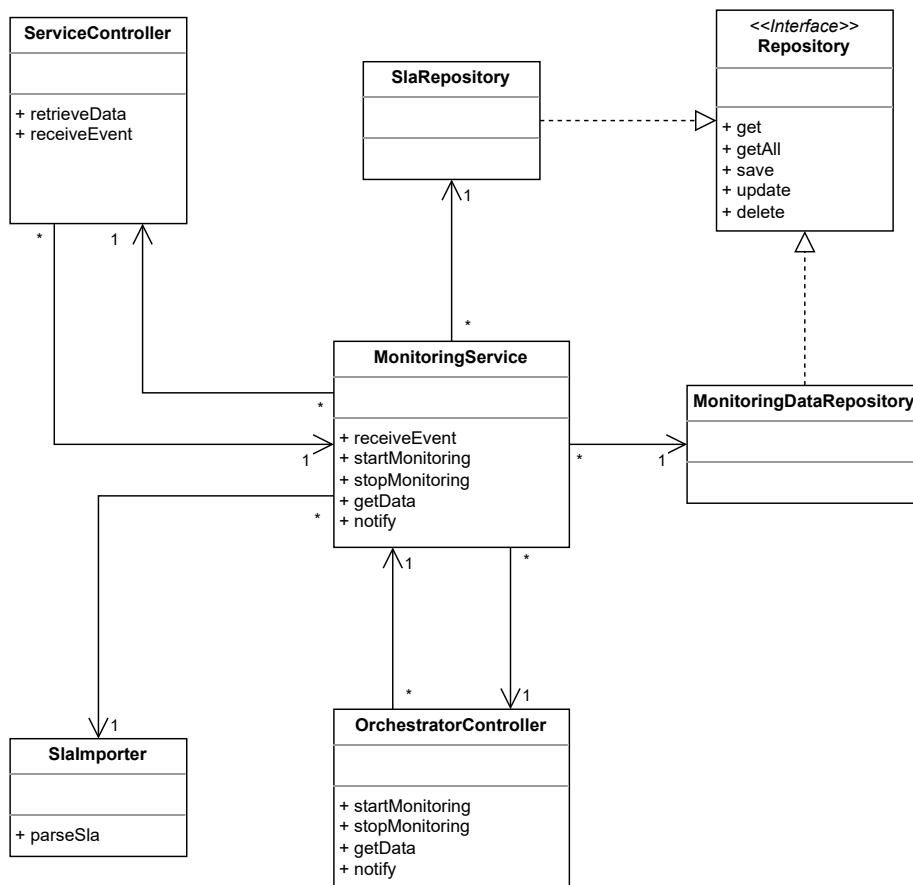 ServiceController
+ retrieveData
+ receiveEvent
SlaRepository
<<Interface>>
Repository
+ get
+ getAll
+ save
+ update
+ delete
*
1
1
*
MonitoringService
+ receiveEvent
+ startMonitoring
+ stopMonitoring
+ getData
+ notify
*
1
*
*
1
MonitoringDataRepository
1
*
*
1
1
SlaImporter
+ parseSla
OrchestratorController
+ startMonitoring
+ stopMonitoring
+ getData
+ notify